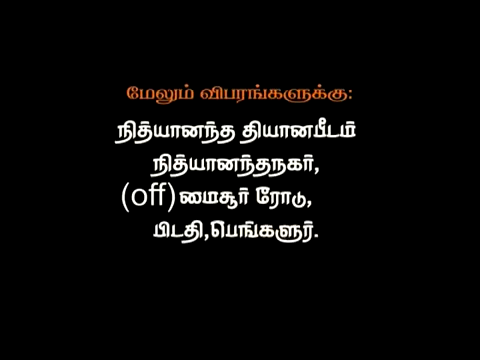 மேலும் விபரங்களுக்கு:
நித்யானந்த தியானபீடம்
நித்யானந்தநகர்,
(off) மைசூர் ரோடு,
பிடதி,பெங்களுர்.